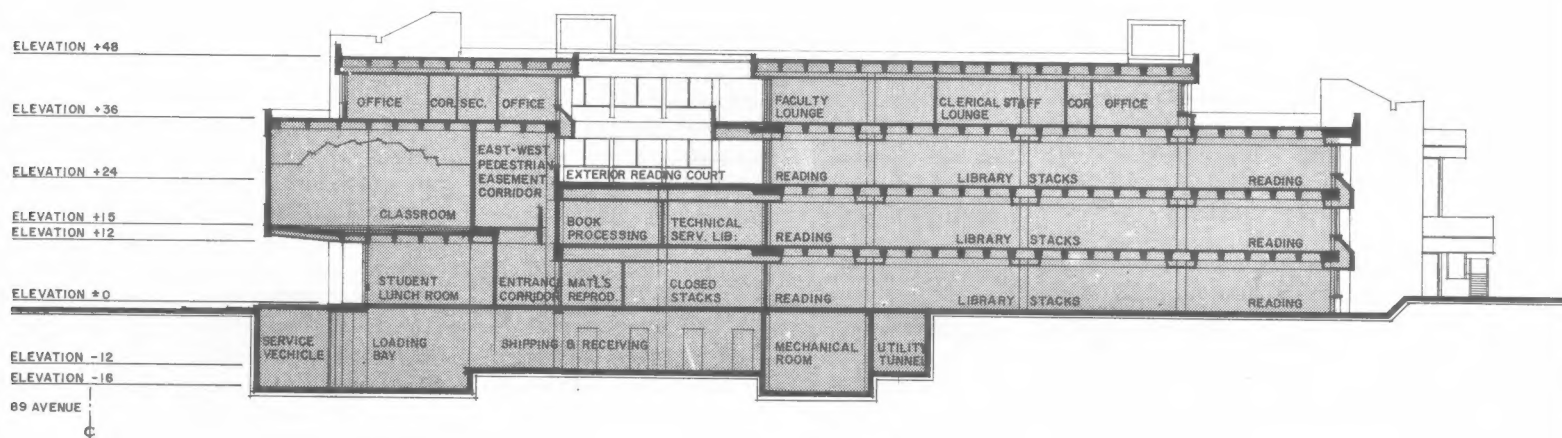 ELEVATION +48
OFFICE COR. SEC. OFFICE
FACULTY
LOUNGE
CLERICAL STAFF
LOUNGE
COR. OFFICE
ELEVATION +36
EAST-WEST
PEDESTRIAN
EASEMENT
CORRIDOR
ELEVATION +24
EXTERIOR READING COURT
READING LIBRARY STACKS READING
CLASSROOM
ELEVATION +15
ELEVATION +12
BOOK
PROCESSING
TECHNICAL
SERV. LIB:
READING LIBRARY STACKS READING
STUDENT
LUNCH ROOM
ENTRANCE
CORRIDOR
MATL'S
REPROD.
CLOSED
STACKS
READING LIBRARY STACKS READING
ELEVATION ±0
SERVICE
VECHICLE
LOADING
BAY
SHIPPING & RECEIVING
MECHANICAL
ROOM
UTILITY
TUNNEL
ELEVATION -12
ELEVATION -16
89 AVENUE